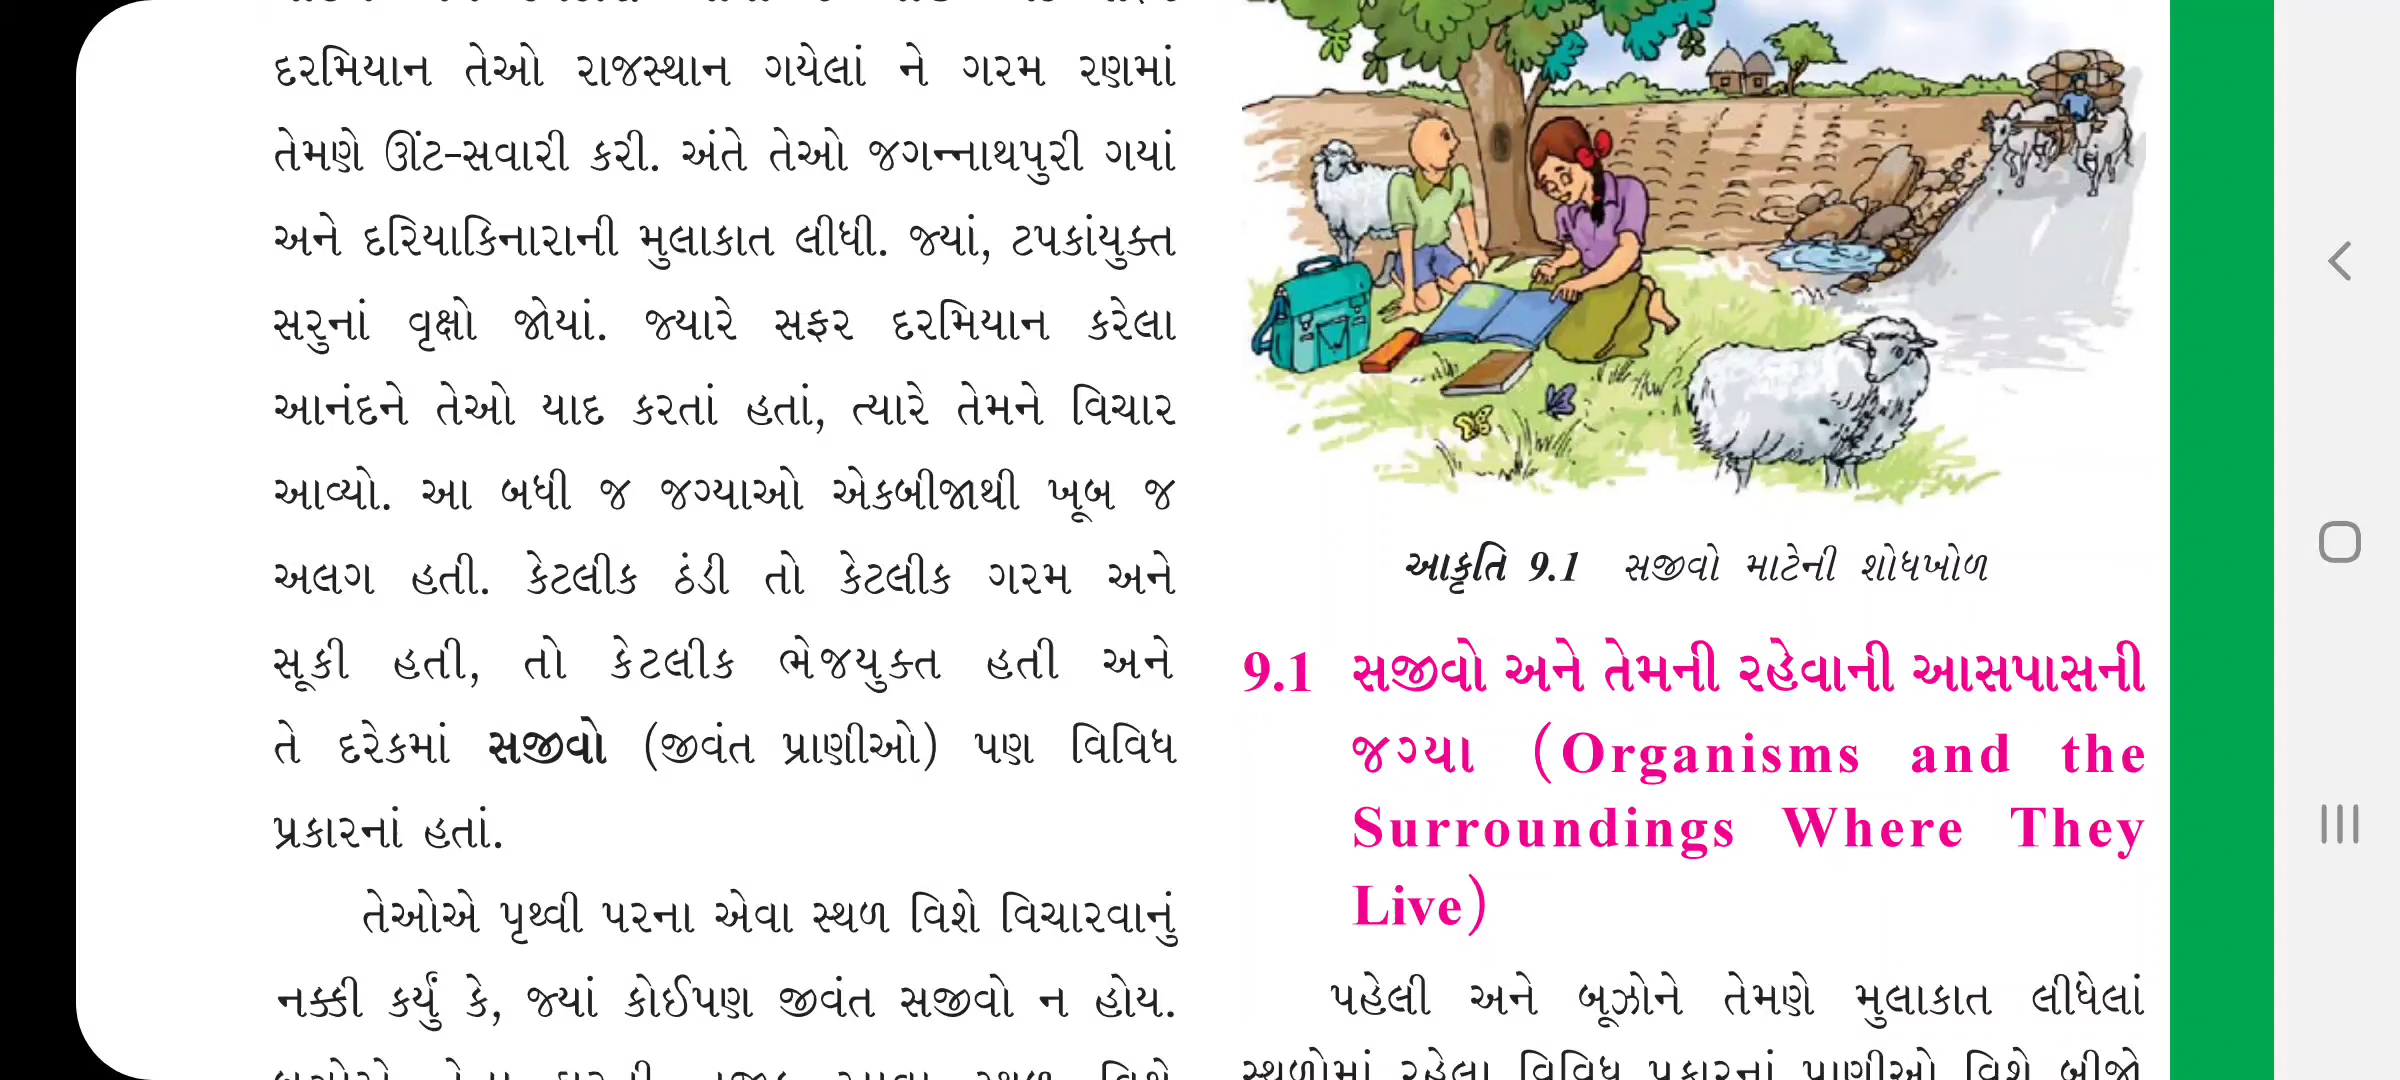 દરમિયાન તેઓ રાજસ્થાન ગયેલાં ને ગરમ રણમાં
તેમણે ઊંટ-સવારી કરી. અંતે તેઓ જગન્નાથપુરી ગયાં
અને દરિયાકિનારાની મુલાકાત લીધી. જ્યાં, ટપકાંયુક્ત
સરુનાં વૃક્ષો જોયાં. જ્યારે સફર દરમિયાન કરેલા
આનંદને તેઓ યાદ કરતાં હતાં, ત્યારે તેમને વિચાર
આવ્યો. આ બધી જ જગ્યાઓ એકબીજાથી ખૂબ જ
અલગ હતી. કેટલીક ઠંડી તો કેટલીક ગરમ અને
સૂકી હતી, તો કેટલીક ભેજયુક્ત હતી અને
તે દરેકમાં સજીવો (જીવંત પ્રાણીઓ) પણ વિવિધ
પ્રકારનાં હતાં.
તેઓએ પૃથ્વી પરના એવા સ્થળ વિશે વિચારવાનું
નક્કી કર્યું કે, જ્યાં કોઈપણ જીવંત સજીવો ન હોય.
આકૃતિ 9.1 સજીવો માટેની શોધખોળ
9.1 સજીવો અને તેમની રહેવાની આસપાસની
જગ્યા (Organisms and the
Surroundings Where They
Live)
પહેલી અને બૂઝોને તેમણે મુલાકાત લીધેલાં
સ્થળોમાં રહેલા વિવિધ પ્રકારનાં પ્રાણીઓ વિશે બીજો